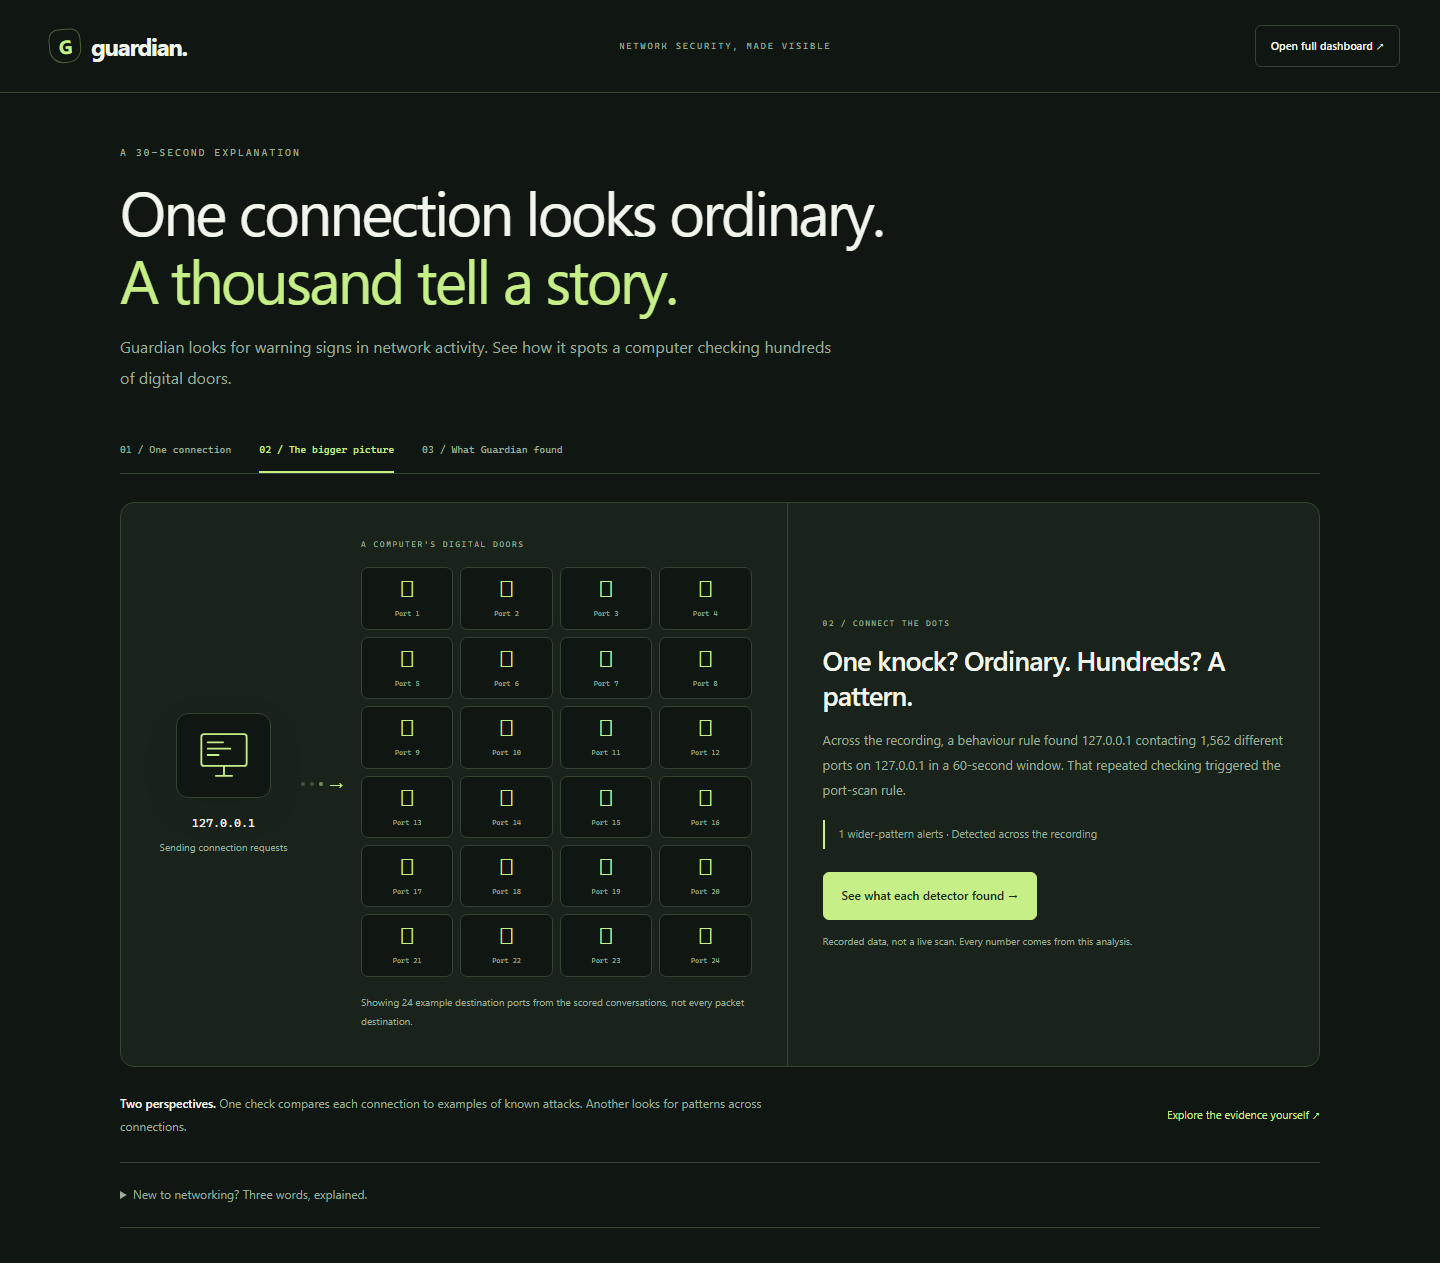 G guardian.
NETWORK SECURITY, MADE VISIBLE
Open full dashboard ↗
A 30-SECOND EXPLANATION
One connection looks ordinary.
A thousand tell a story.
Guardian looks for warning signs in network activity. See how it spots a computer checking hundreds
of digital doors.
01 / One connection
02 / The bigger picture
03 / What Guardian found
A COMPUTER'S DIGITAL DOORS
Port 1
Port 2
Port 3
Port 4
Port 5
Port 6
Port 7
Port 8
Port 9
Port 10
Port 11
Port 12
Port 13
Port 14
Port 15
Port 16
Port 17
Port 18
Port 19
Port 20
Port 21
Port 22
Port 23
Port 24
127.0.0.1
Sending connection requests
Showing 24 example destination ports from the scored conversations, not every packet
destination.
02 / CONNECT THE DOTS
One knock? Ordinary. Hundreds? A
pattern.
Across the recording, a behaviour rule found 127.0.0.1 contacting 1,562 different
ports on 127.0.0.1 in a 60-second window. That repeated checking triggered the
port-scan rule.
1 wider-pattern alerts · Detected across the recording
See what each detector found →
Recorded data, not a live scan. Every number comes from this analysis.
Two perspectives. One check compares each connection to examples of known attacks. Another looks for patterns across
connections.
Explore the evidence yourself ↗
▶ New to networking? Three words, explained.